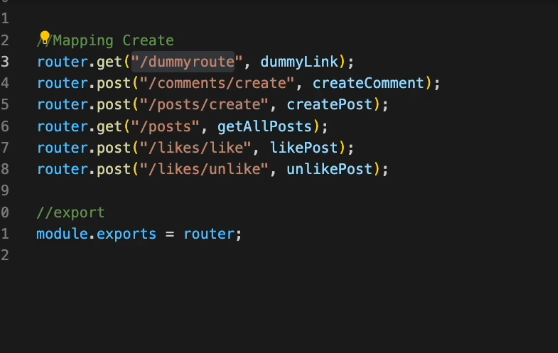 1
2 //Mapping Create
3 router.get("/dummyroute", dummyLink);
4 router.post("/comments/create", createComment);
5 router.post("/posts/create", createPost);
6 router.get("/posts", getAllPosts);
7 router.post("/likes/like", likePost);
8 router.post("/likes/unlike", unlikePost);
9
0 //export
1 module.exports = router;
2